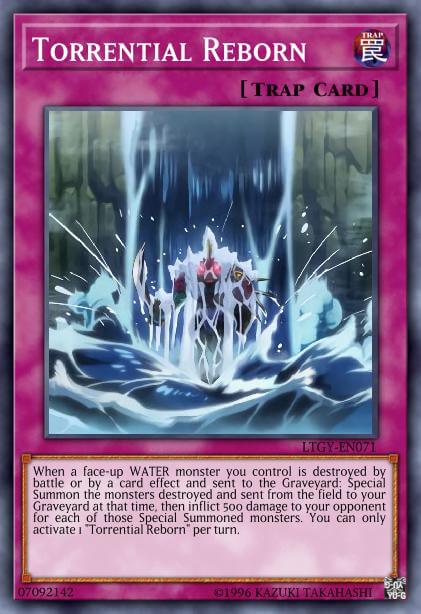 TORRENTIAL REBORN
TRAP
罠
[TRAP CARD]
LTGY-EN071
When a face-up WATER monster you control is destroyed by
battle or by a card effect and sent to the Graveyard: Special
Summon the monsters destroyed and sent from the field to your
Graveyard at that time, then inflict 500 damage to your opponent
for each of those Special Summoned monsters. You can only
activate 1 "Torrential Reborn" per turn.
07092142
©1996 KAZUKI TAKAHASHI